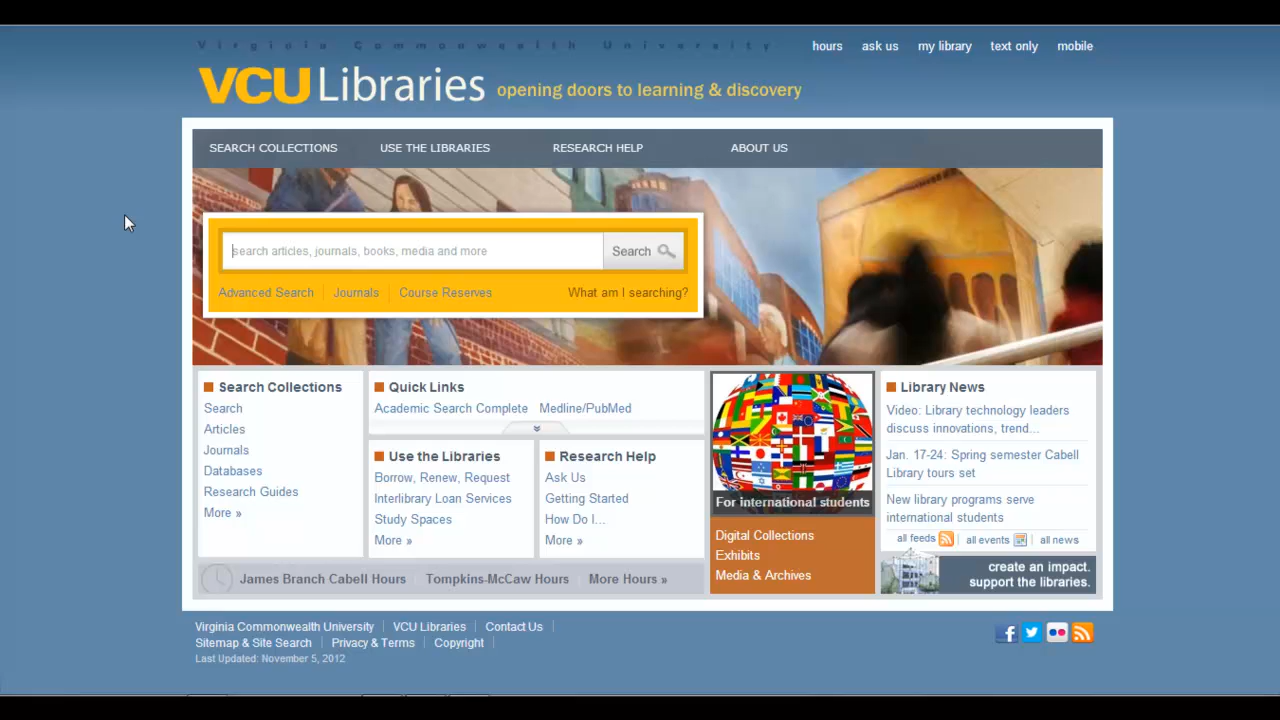 Virginia Commonwealth University
hours ask us my library text only mobile
VCU Libraries opening doors to learning & discovery
SEARCH COLLECTIONS USE THE LIBRARIES RESEARCH HELP ABOUT US
search articles, journals, books, media and more Search
Advanced Search Journals Course Reserves What am I searching?
Search Collections
Search
Articles
Journals
Databases
Research Guides
More »
Quick Links
Academic Search Complete Medline/PubMed
Use the Libraries
Borrow, Renew, Request
Interlibrary Loan Services
Study Spaces
More »
Research Help
Ask Us
Getting Started
How Do I...
More »
James Branch Cabell Hours Tompkins-McCaw Hours More Hours »
For international students
Digital Collections
Exhibits
Media & Archives
Library News
Video: Library technology leaders
discuss innovations, trend...
Jan. 17-24: Spring semester Cabell
Library tours set
New library programs serve
international students
all feeds all events all news
create an impact.
support the libraries.
Virginia Commonwealth University VCU Libraries Contact Us
Sitemap & Site Search Privacy & Terms Copyright
Last Updated: November 5, 2012